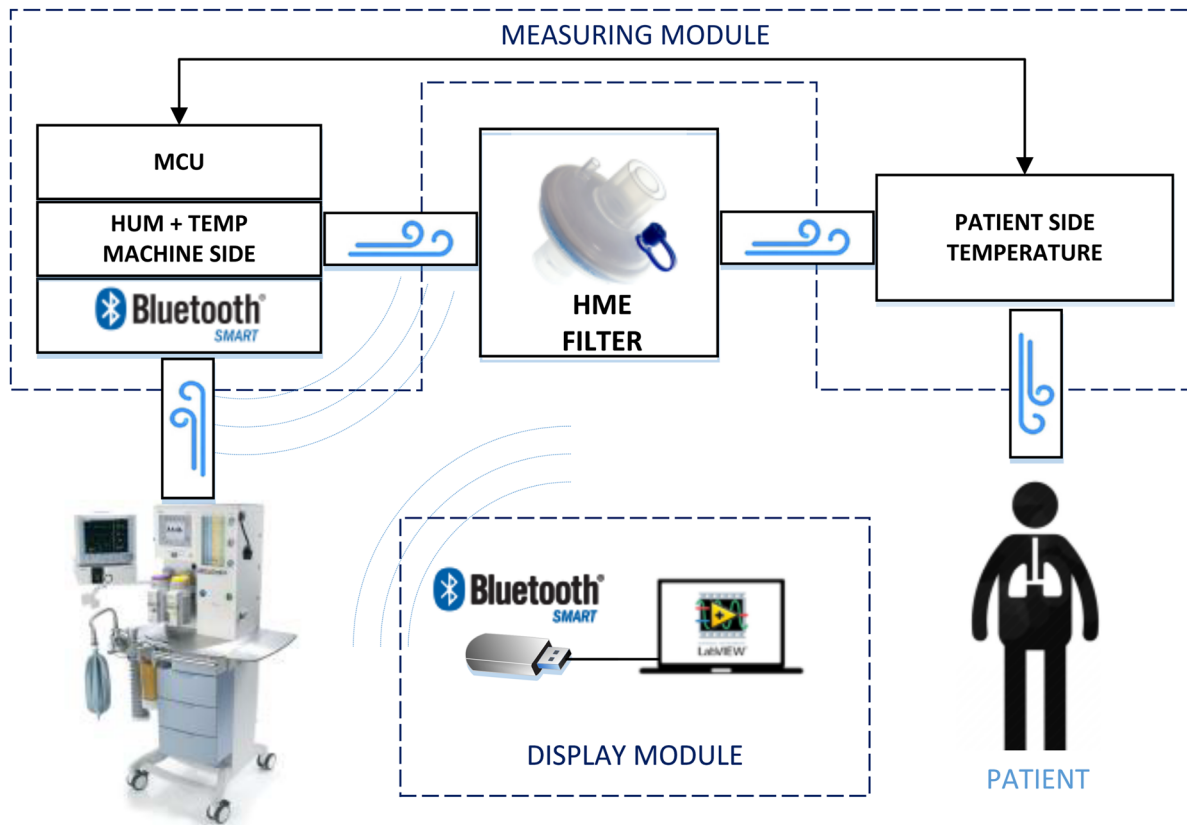 MEASURING MODULE
MCU
HUM + TEMP
MACHINE SIDE
Bluetooth®
SMART
HME
FILTER
PATIENT SIDE
TEMPERATURE
Bluetooth®
SMART
LabVIEW
DISPLAY MODULE
PATIENT